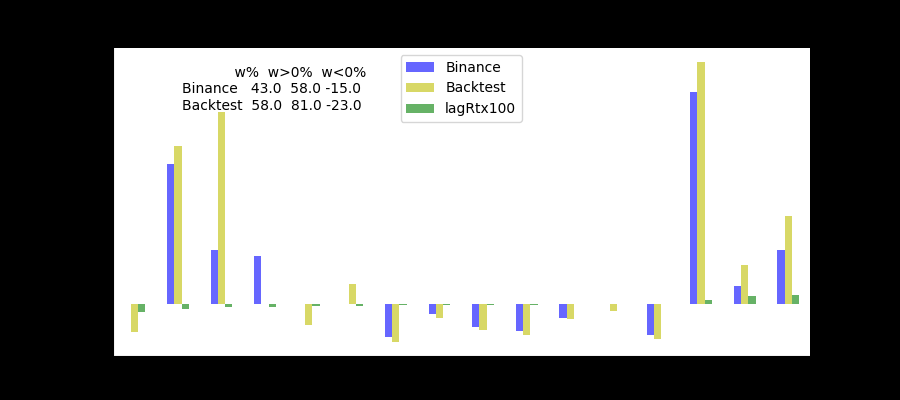 w%  w>0%  w<0%
Binance   43.0  58.0 -15.0
Backtest  58.0  81.0 -23.0
Binance
Backtest
lagRtx100